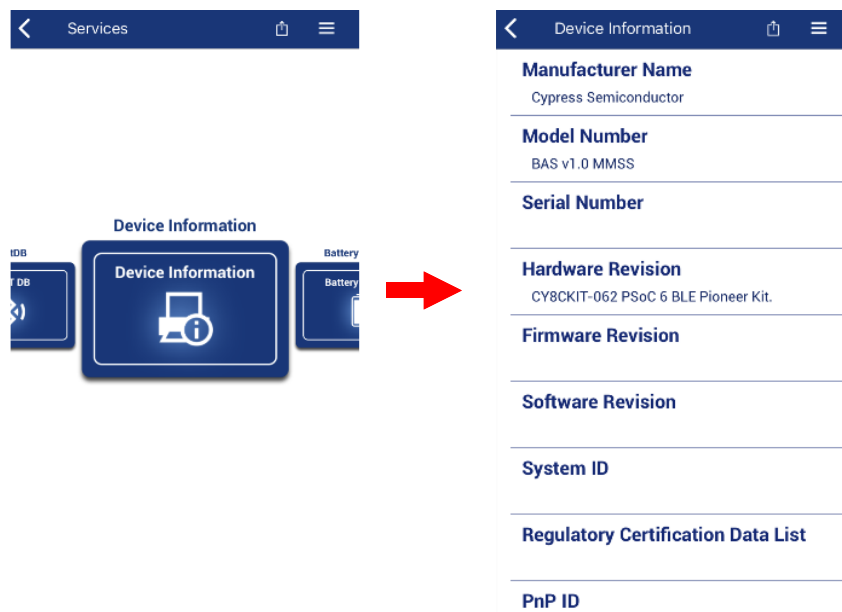 Services
Device Information
tDB
T DB
Device Information
Battery
Battery
Device Information
Manufacturer Name
Cypress Semiconductor
Model Number
BAS v1.0 MMSS
Serial Number
Hardware Revision
CY8CKIT-062 PSoC 6 BLE Pioneer Kit.
Firmware Revision
Software Revision
System ID
Regulatory Certification Data List
PnP ID